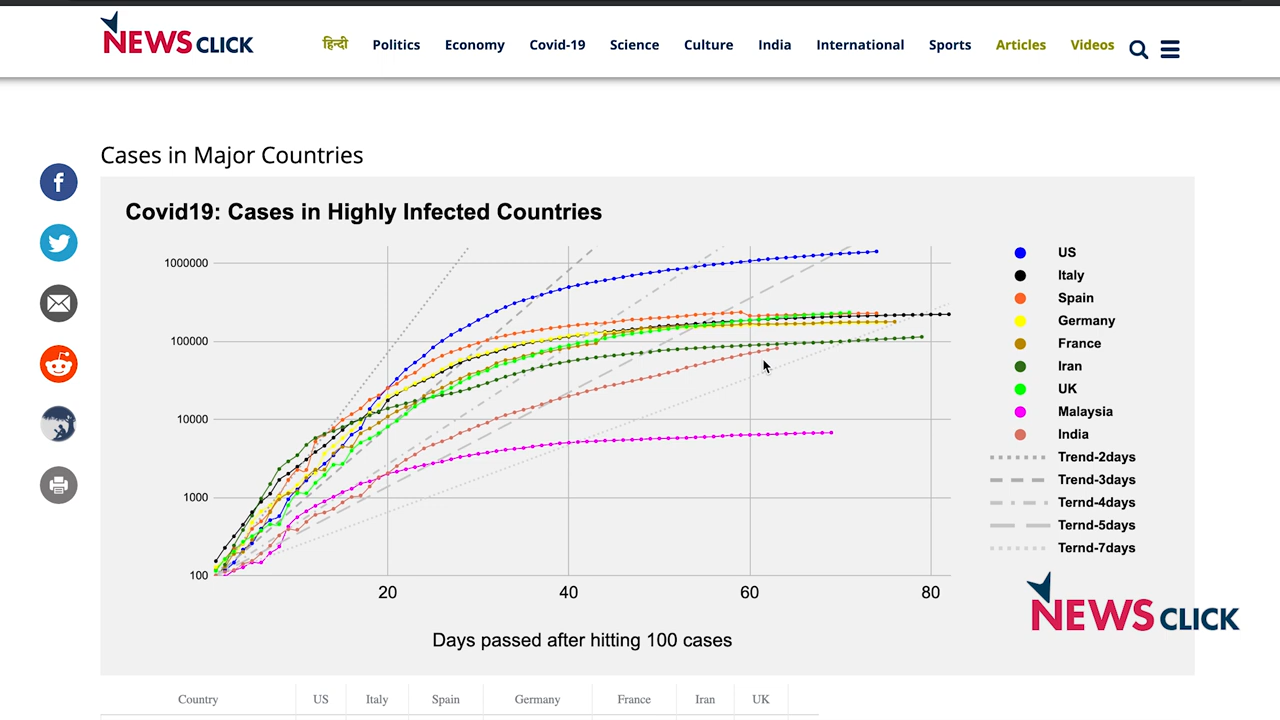 NEWS CLICK
हिन्दी Politics Economy Covid-19 Science Culture India International Sports Articles Videos
Cases in Major Countries
Covid19: Cases in Highly Infected Countries
1000000
100000
10000
1000
100
20 40 60 80
Days passed after hitting 100 cases
US
Italy
Spain
Germany
France
Iran
UK
Malaysia
India
Trend-2days
Trend-3days
Ternd-4days
Ternd-5days
Ternd-7days
NEWS CLICK
Country US Italy Spain Germany France Iran UK